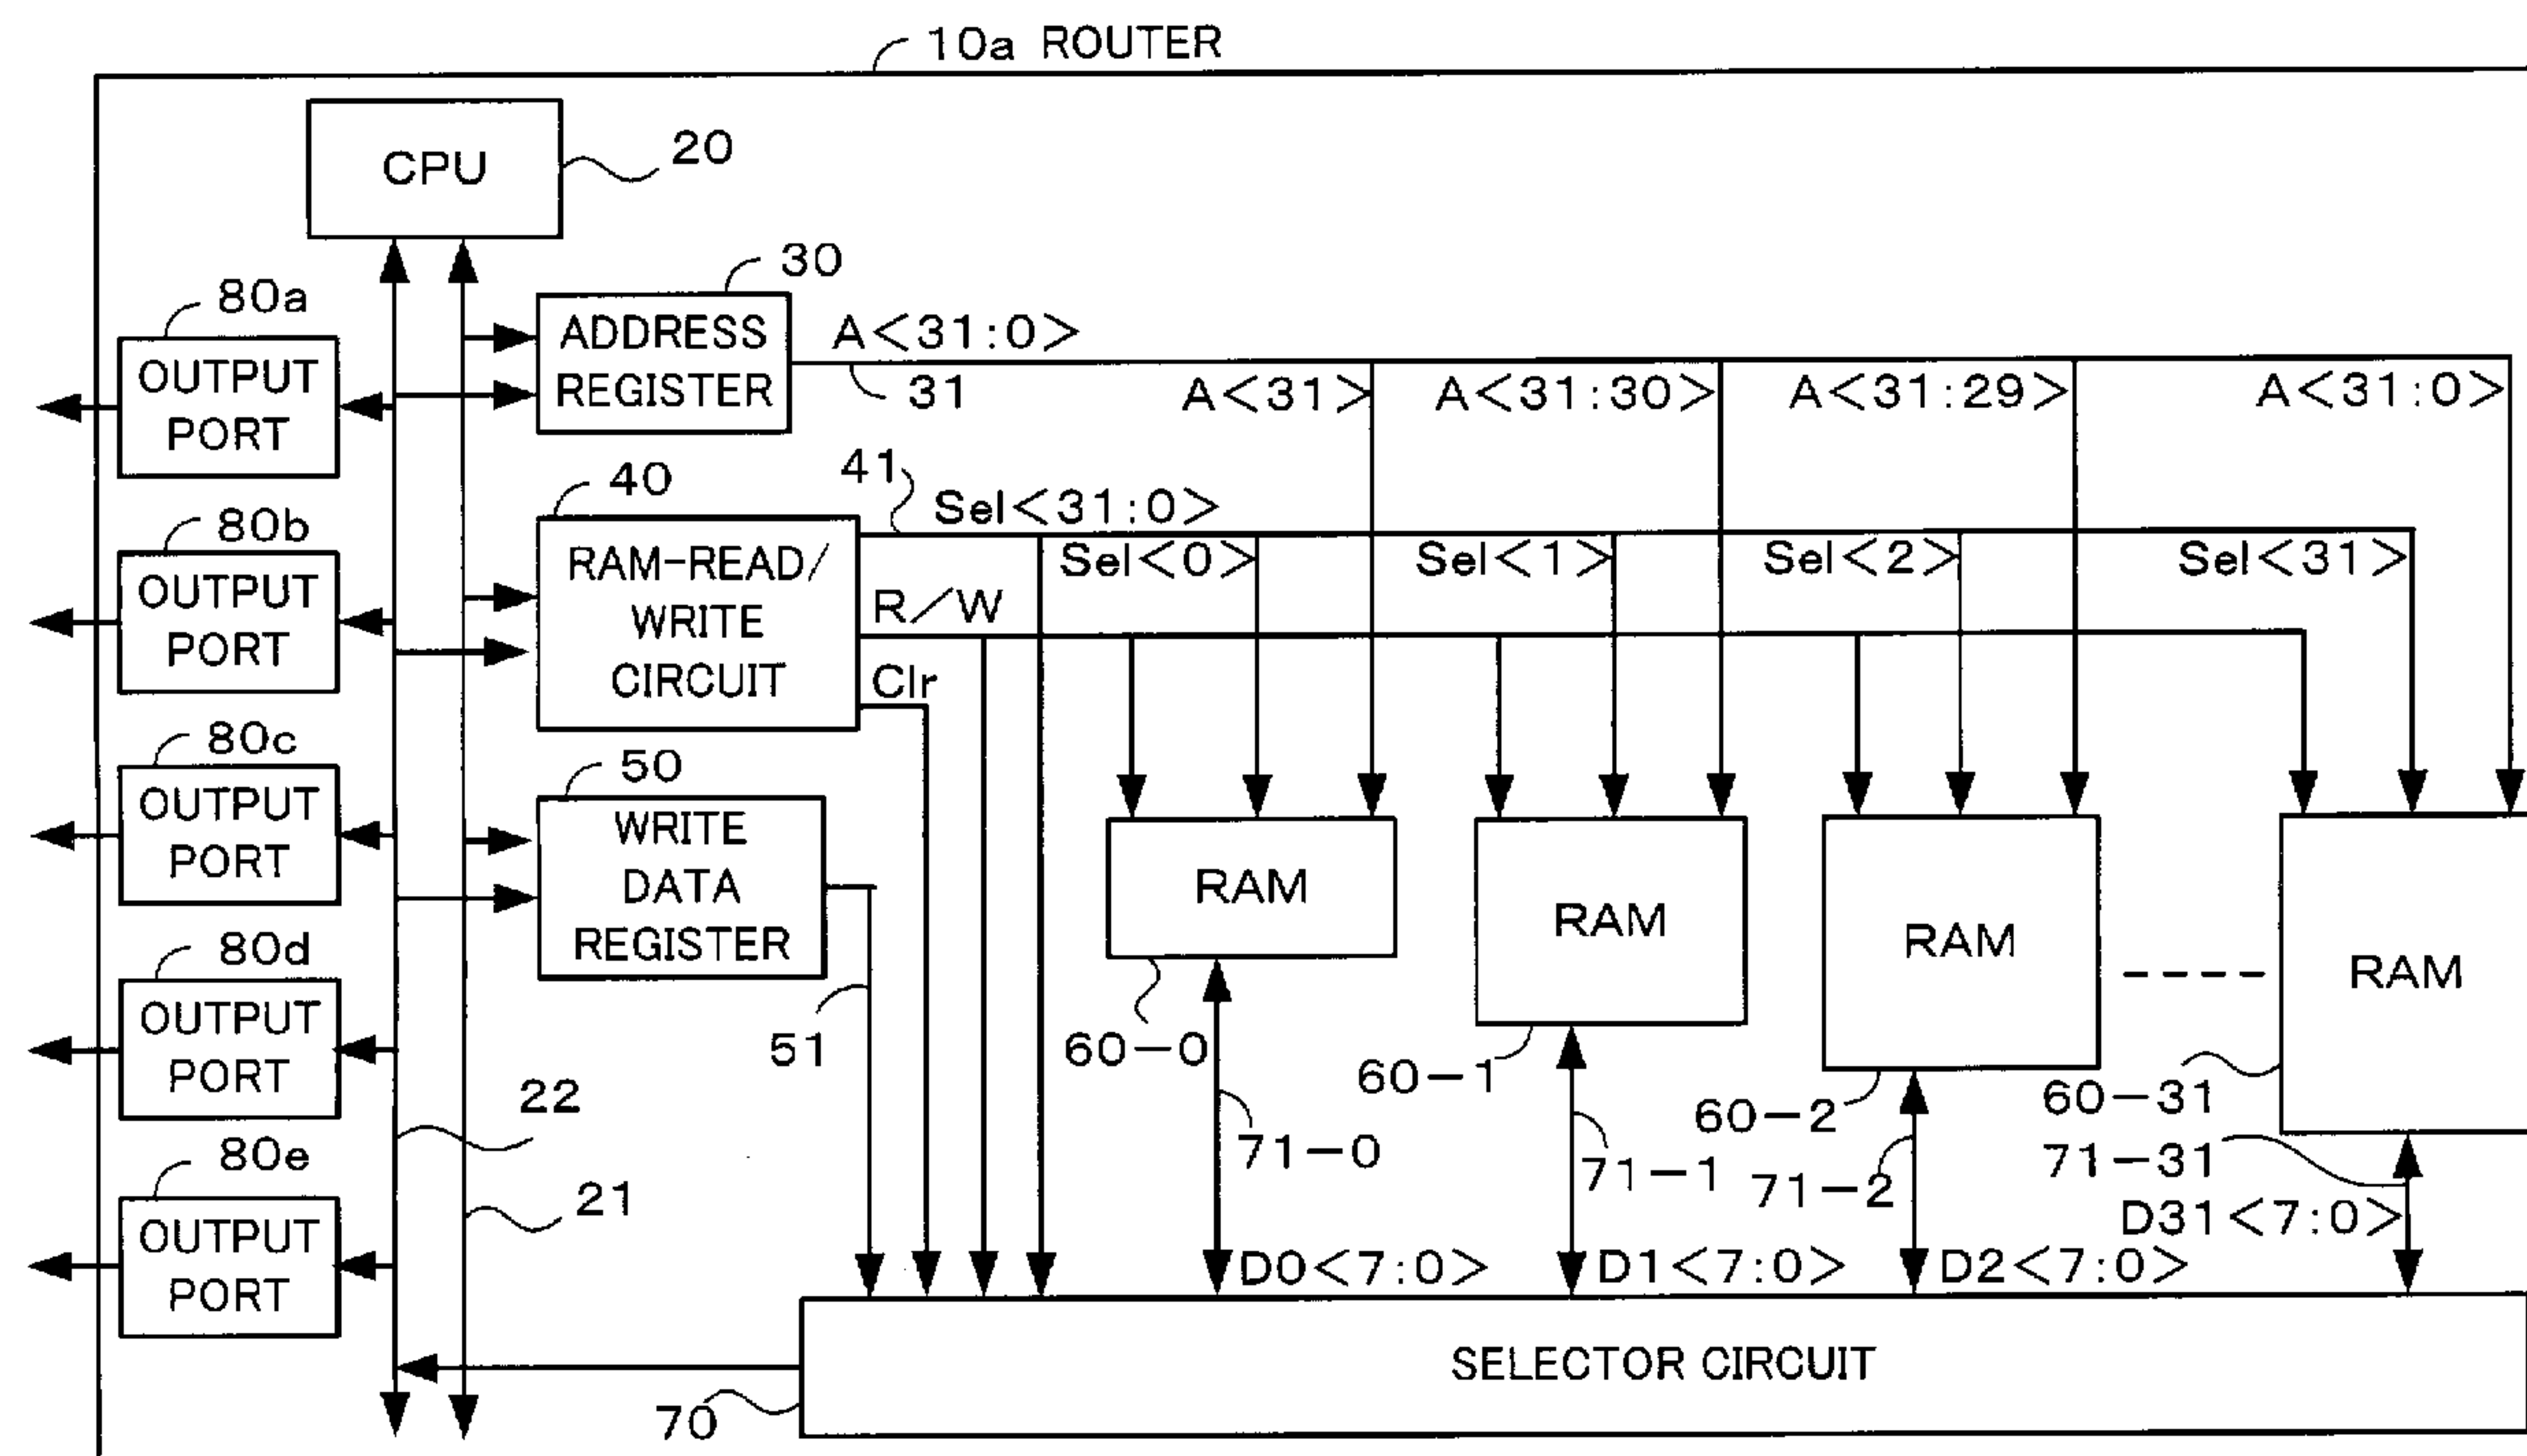 10a ROUTER
CPU
20
30
80a
ADDRESS
REGISTER
A<31:0>
31
A<31>
A<31:30>
A<31:29>
A<31:0>
OUTPUT
PORT
40
41
Sel<31:0>
Sel<0>
Sel<1>
Sel<2>
Sel<31>
80b
OUTPUT
PORT
RAM-READ/
WRITE
CIRCUIT
R/W
Clr
80c
OUTPUT
PORT
50
WRITE
DATA
REGISTER
51
RAM
RAM
RAM
RAM
80d
OUTPUT
PORT
60-0
60-1
60-2
60-31
22
71-0
71-1
71-2
71-31
80e
OUTPUT
PORT
21
D0<7:0>
D1<7:0>
D2<7:0>
D31<7:0>
SELECTOR CIRCUIT
70